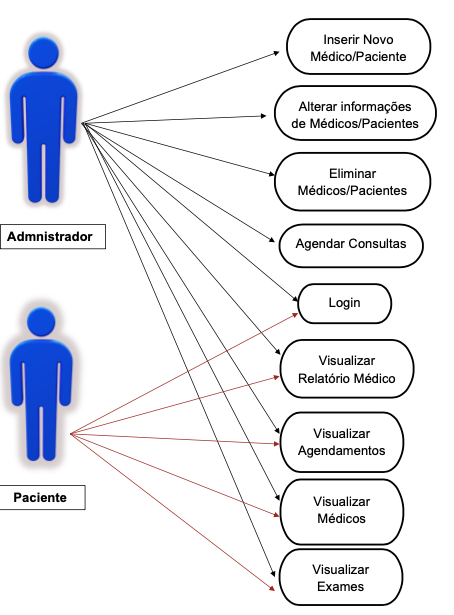 Inserir Novo
Médico/Paciente
Alterar informações
de Médicos/Pacientes
Eliminar
Médicos/Pacientes
Admnistrador
Agendar Consultas
Login
Visualizar
Relatório Médico
Visualizar
Agendamentos
Paciente
Visualizar
Médicos
Visualizar
Exames